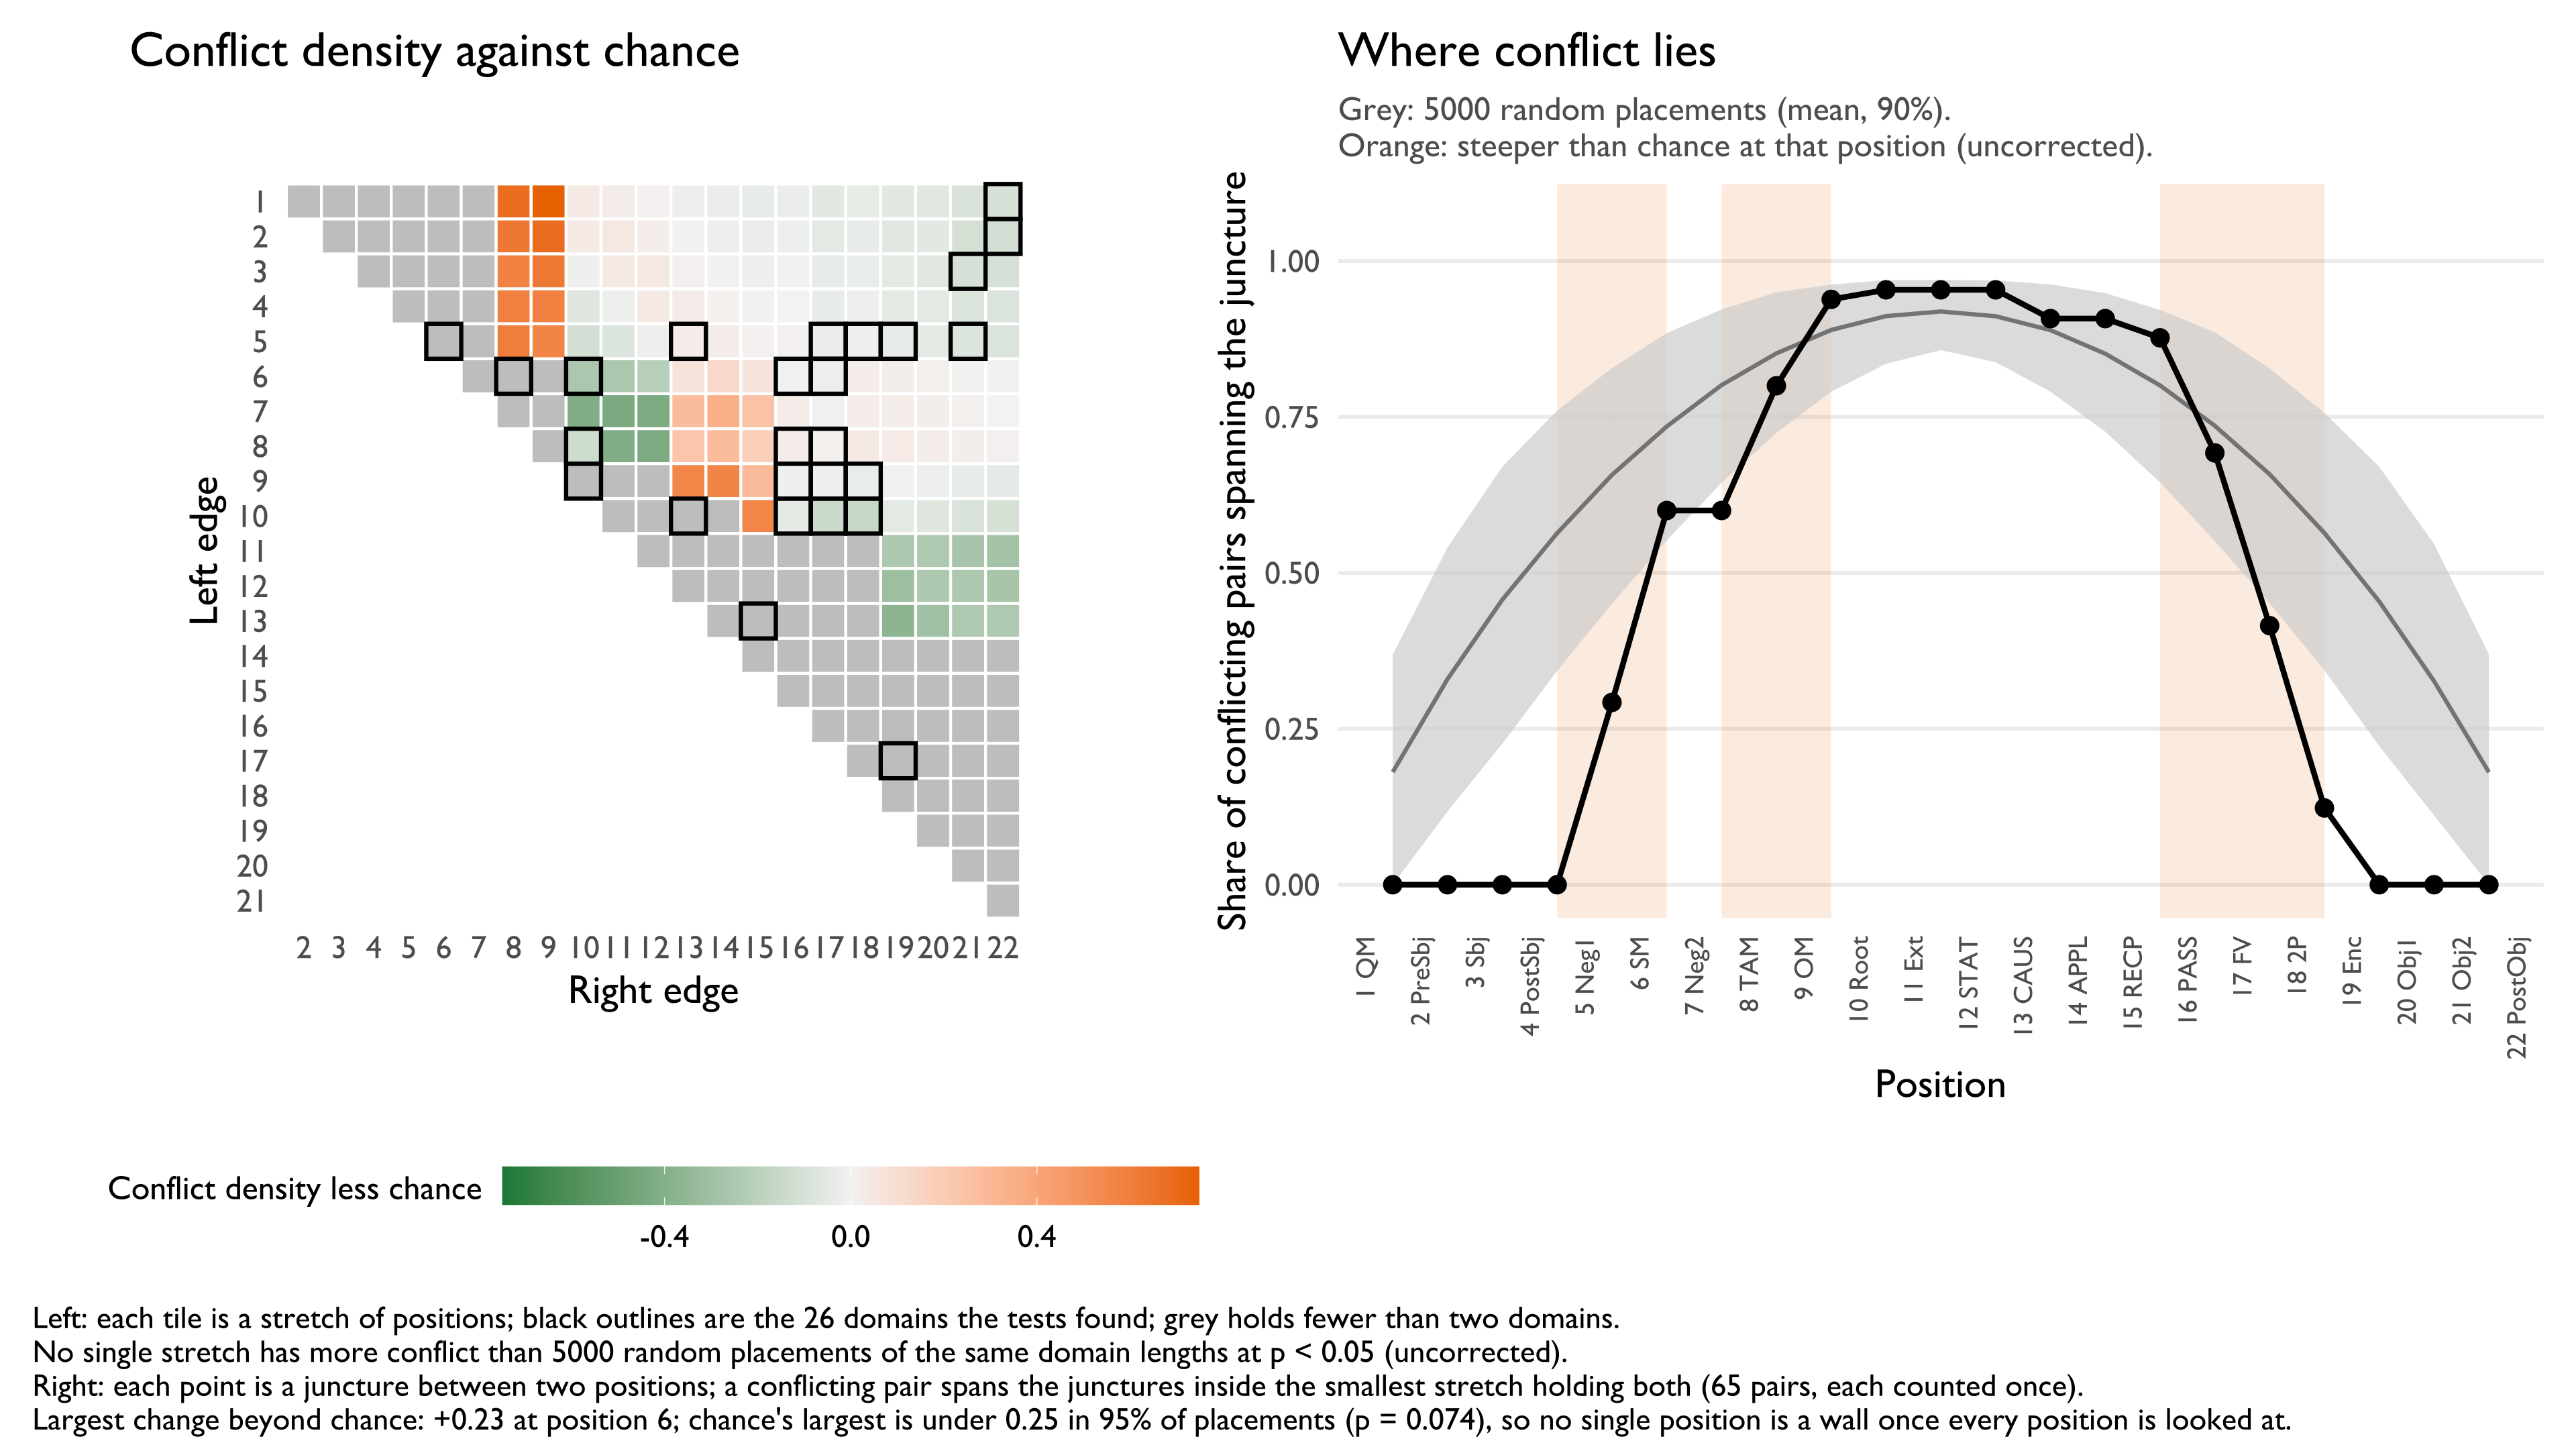 Conflict density against chance
Left edge
1
2
3
4
5
6
7
8
9
10
11
12
13
14
15
16
17
18
19
20
21
2 3 4 5 6 7 8 9 10 11 12 13 14 15 16 17 18 19 20 21 22
Right edge
Conflict density less chance
-0.4 0.0 0.4
Where conflict lies
Grey: 5000 random placements (mean, 90%).
Orange: steeper than chance at that position (uncorrected).
Share of conflicting pairs spanning the juncture
1.00
0.75
0.50
0.25
0.00
1 QM
2 PreSbj
3 Sbj
4 PostSbj
5 Neg1
6 SM
7 Neg2
8 TAM
9 OM
10 Root
11 Ext
12 STAT
13 CAUS
14 APPL
15 RECP
16 PASS
17 FV
18 2P
19 Enc
20 Obj1
21 Obj2
22 PostObj
Position
Left: each tile is a stretch of positions; black outlines are the 26 domains the tests found; grey holds fewer than two domains.
No single stretch has more conflict than 5000 random placements of the same domain lengths at p < 0.05 (uncorrected).
Right: each point is a juncture between two positions; a conflicting pair spans the junctures inside the smallest stretch holding both (65 pairs, each counted once).
Largest change beyond chance: +0.23 at position 6; chance's largest is under 0.25 in 95% of placements (p = 0.074), so no single position is a wall once every position is looked at.